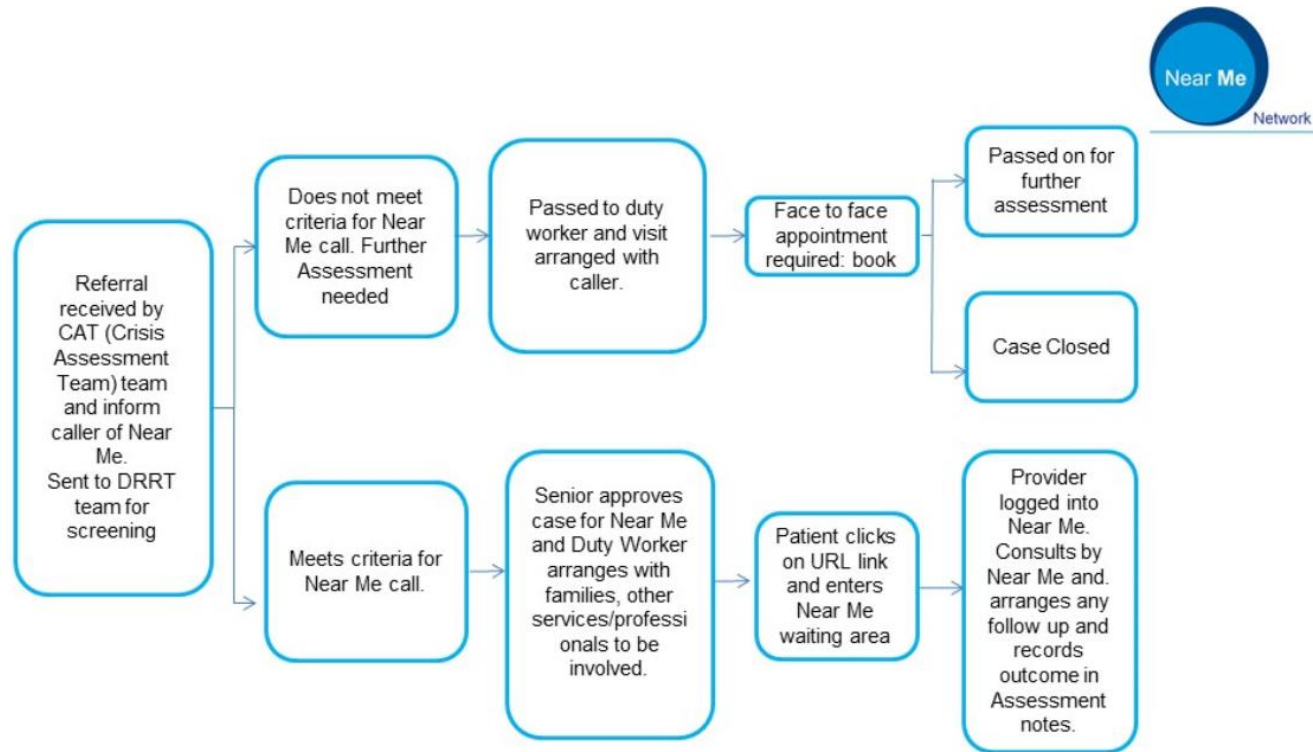 Near Me
Network
Referral
received by
CAT (Crisis
Assessment
Team) team
and inform
caller of Near
Me.
Sent to DRRT
team for
screening
Does not meet
criteria for Near
Me call. Further
Assessment
needed
Passed to duty
worker and visit
arranged with
caller.
Face to face
appointment
required: book
Passed on for
further
assessment
Case Closed
Meets criteria for
Near Me call.
Senior approves
case for Near Me
and Duty Worker
arranges with
families, other
services/professi
onals to be
involved.
Patient clicks
on URL link
and enters
Near Me
waiting area
Provider
logged into
Near Me.
Consults by
Near Me and.
arranges any
follow up and
records
outcome in
Assessment
notes.